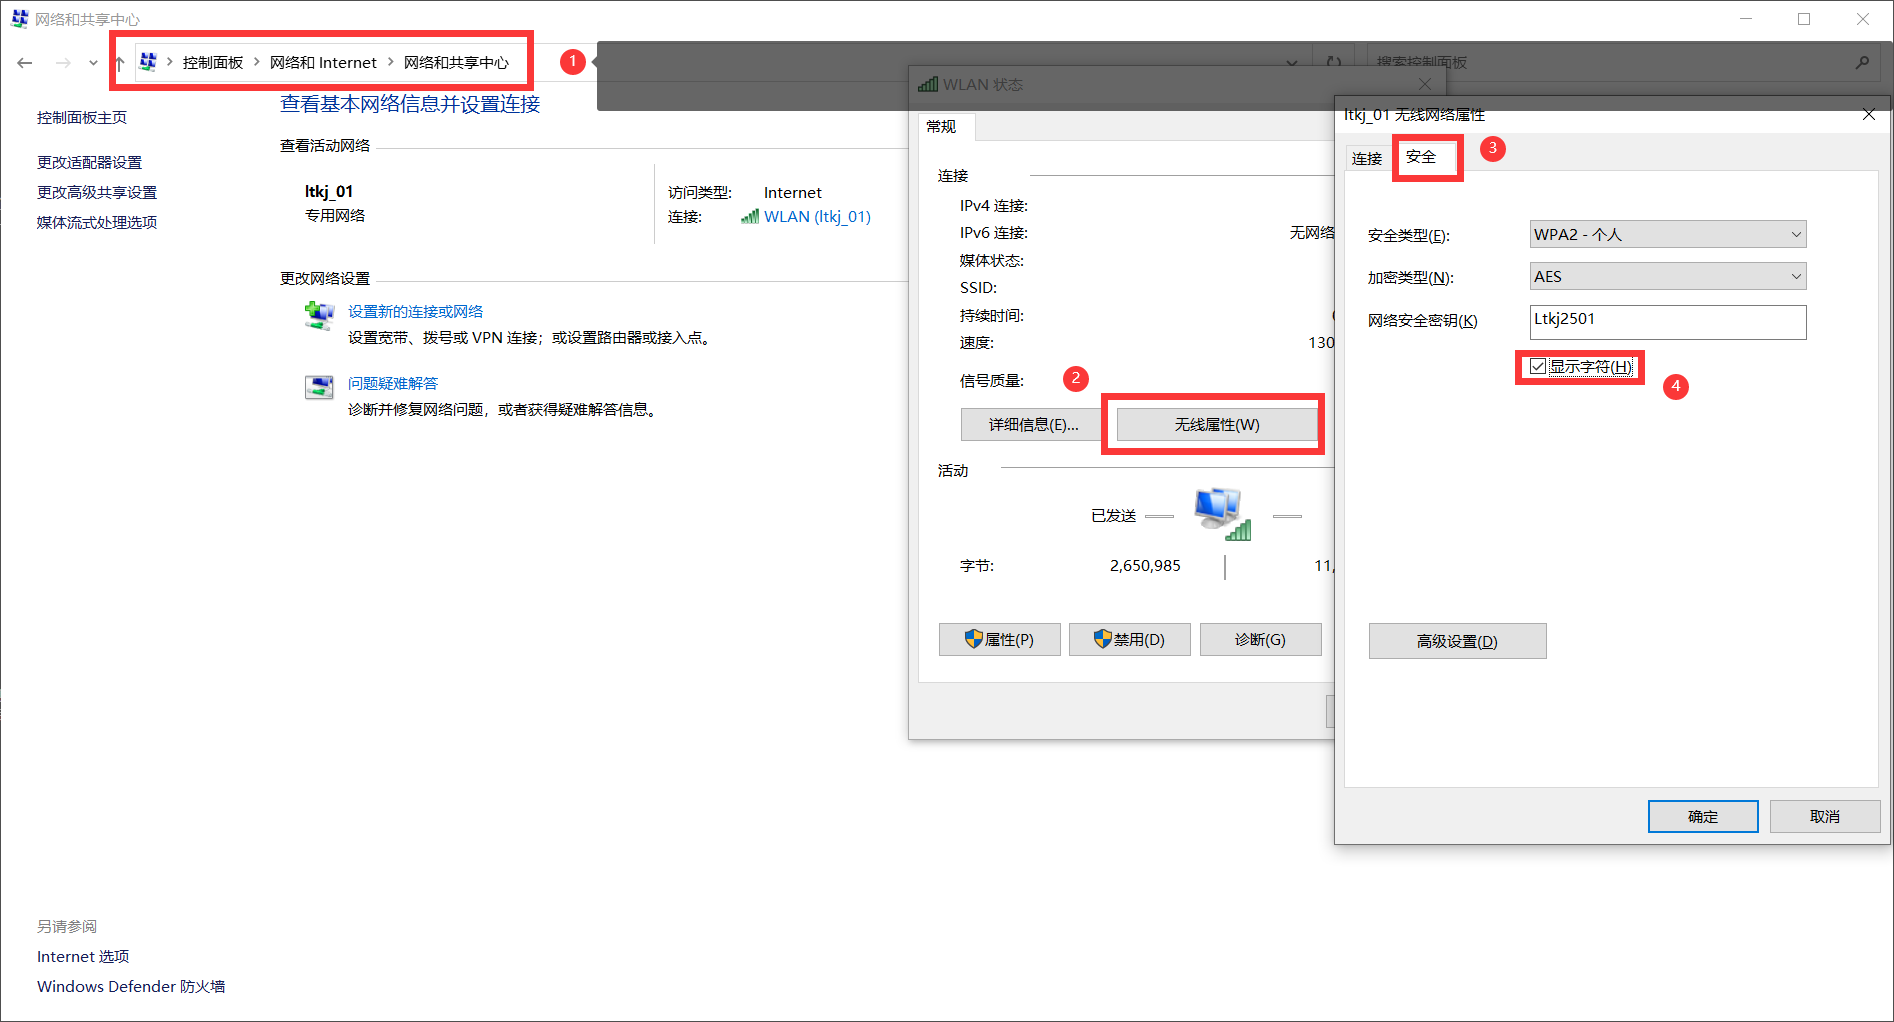 网络和共享中心
控制面板 网络和 Internet 网络和共享中心
1
搜索控制面板
控制面板主页
更改适配器设置
更改高级共享设置
媒体流式处理选项
查看基本网络信息并设置连接
查看活动网络
ltkj_01
专用网络
访问类型: Internet
连接: WLAN (ltkj_01)
更改网络设置
设置新的连接或网络
设置宽带、拨号或 VPN 连接；或设置路由器或接入点。
问题疑难解答
诊断并修复网络问题，或者获得疑难解答信息。
另请参阅
Internet 选项
Windows Defender 防火墙
WLAN 状态
常规
连接
IPv4 连接:
IPv6 连接: 无网络
媒体状态:
SSID:
持续时间:
速度: 130
信号质量:
2
详细信息(E)...
无线属性(W)
活动
已发送
字节: 2,650,985 11,
属性(P)
禁用(D)
诊断(G)
ltkj_01 无线网络属性
连接
安全
3
安全类型(E): WPA2 - 个人
加密类型(N): AES
网络安全密钥(K) Ltkj2501
显示字符(H)
4
高级设置(D)
确定
取消